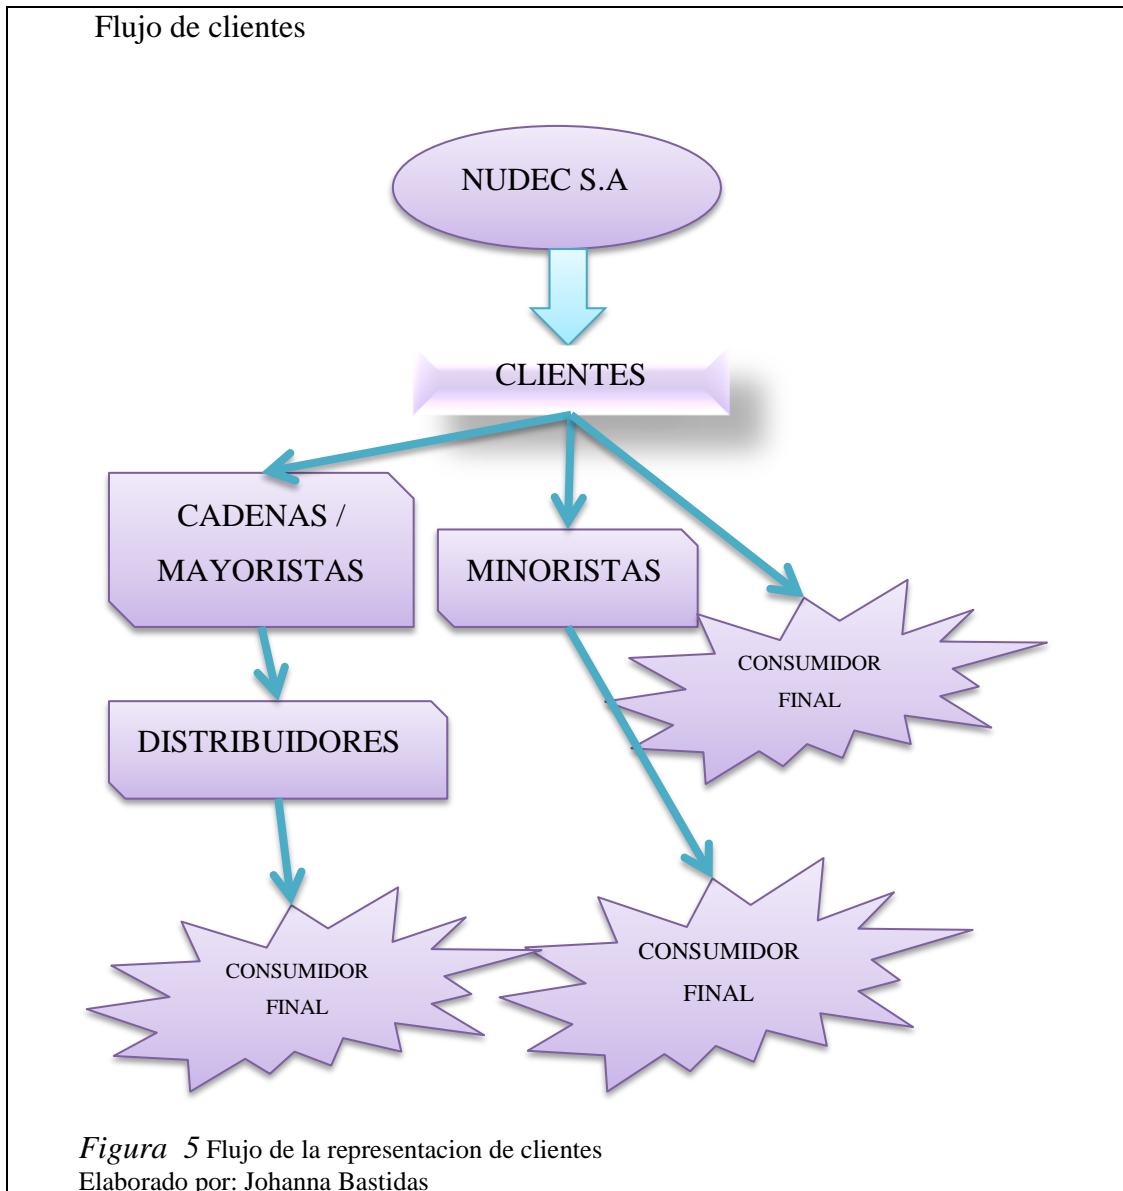 Flujo de clientes
NUDEC S.A
CLIENTES
CADENAS /
MAYORISTAS
MINORISTAS
CONSUMIDOR
FINAL
DISTRIBUIDORES
CONSUMIDOR
FINAL
CONSUMIDOR
FINAL
Figura 5 Flujo de la representacion de clientes
Elaborado por: Johanna Bastidas